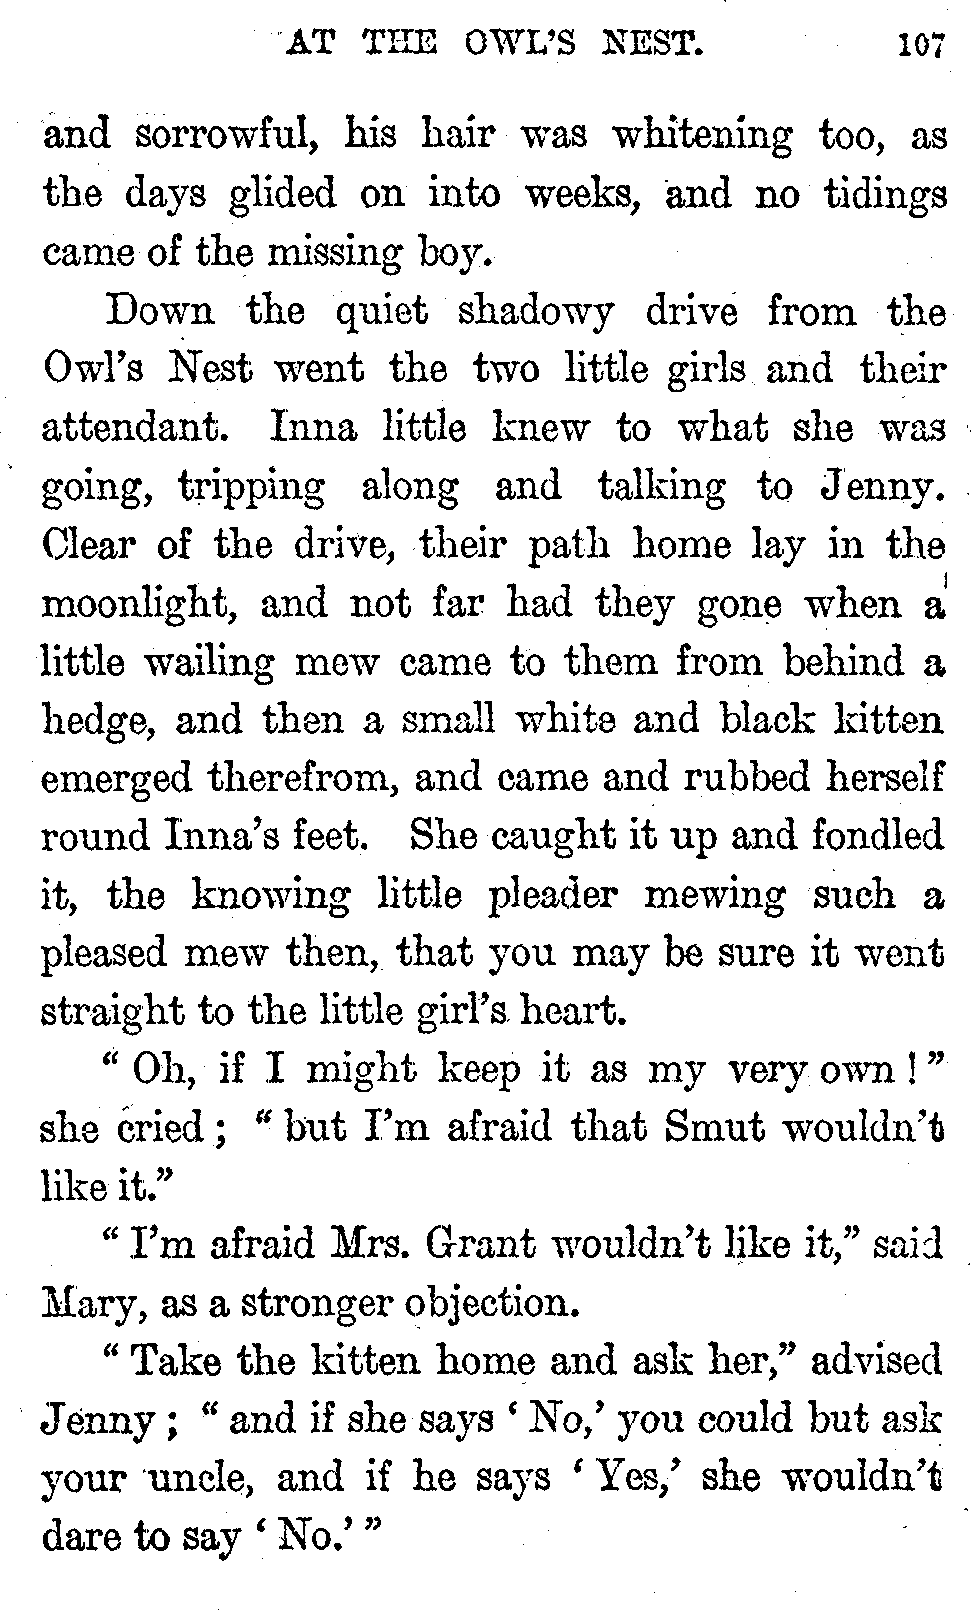 AT THE OWL'S NEST. 107
and sorrowful, his hair was whitening too, as
the days glided on into weeks, and no tidings
came of the missing boy.
Down the quiet shadowy drive from the
Owl's Nest went the two little girls and their
attendant. Inna little knew to what she was
going, tripping along and talking to Jenny.
Clear of the drive, their path home lay in the
moonlight, and not far had they gone when a
little wailing mew came to them from behind a
hedge, and then a small white and black kitten
emerged therefrom, and came and rubbed herself
round Inna's feet. She caught it up and fondled
it, the knowing little pleader mewing such a
pleased mew then, that you may be sure it went
straight to the little girl's heart.
"Oh, if I might keep it as my very own!"
she cried; "but I'm afraid that Smut wouldn't
like it."
"I'm afraid Mrs. Grant wouldn't like it," said
Mary, as a stronger objection.
"Take the kitten home and ask her," advised
Jenny; "and if she says 'No,' you could but ask
your uncle, and if he says 'Yes,' she wouldn't
dare to say 'No.'"